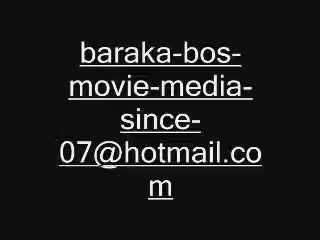 baraka-bos-
movie-media-
since-
07@hotmail.co
m